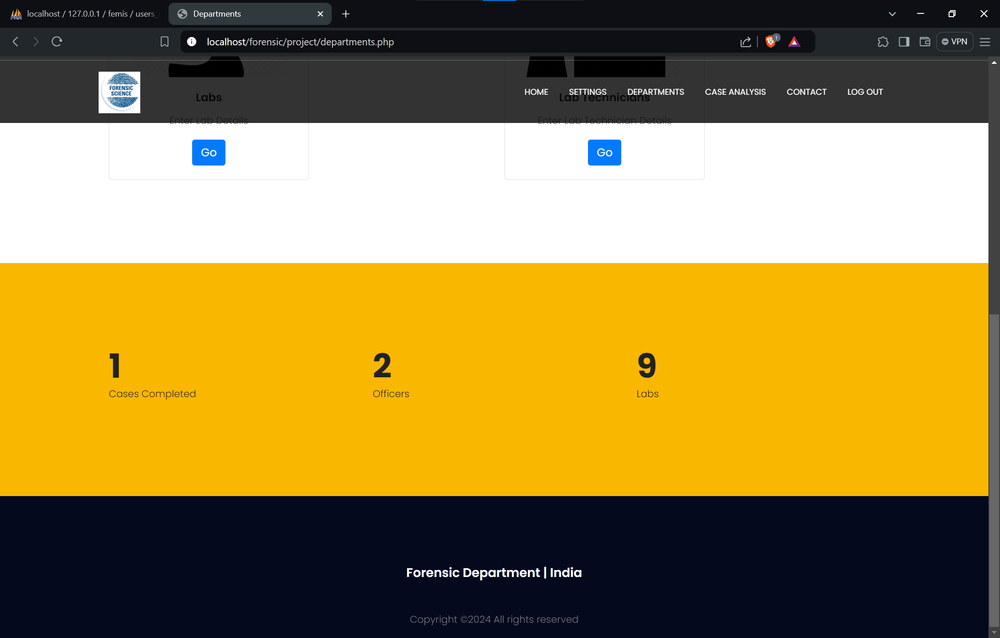 localhost / 127.0.0.1 / femis / users_
Departments
localhost/forensic/project/departments.php
1
VPN
FORENSIC
SCIENCE
HOME SETTINGS DEPARTMENTS CASE ANALYSIS CONTACT LOG OUT
Labs
Lab Technicians
Enter Lab Details
Enter Lab Technician Details
Go
Go
1
Cases Completed
2
Officers
9
Labs
Forensic Department | India
Copyright ©2024 All rights reserved